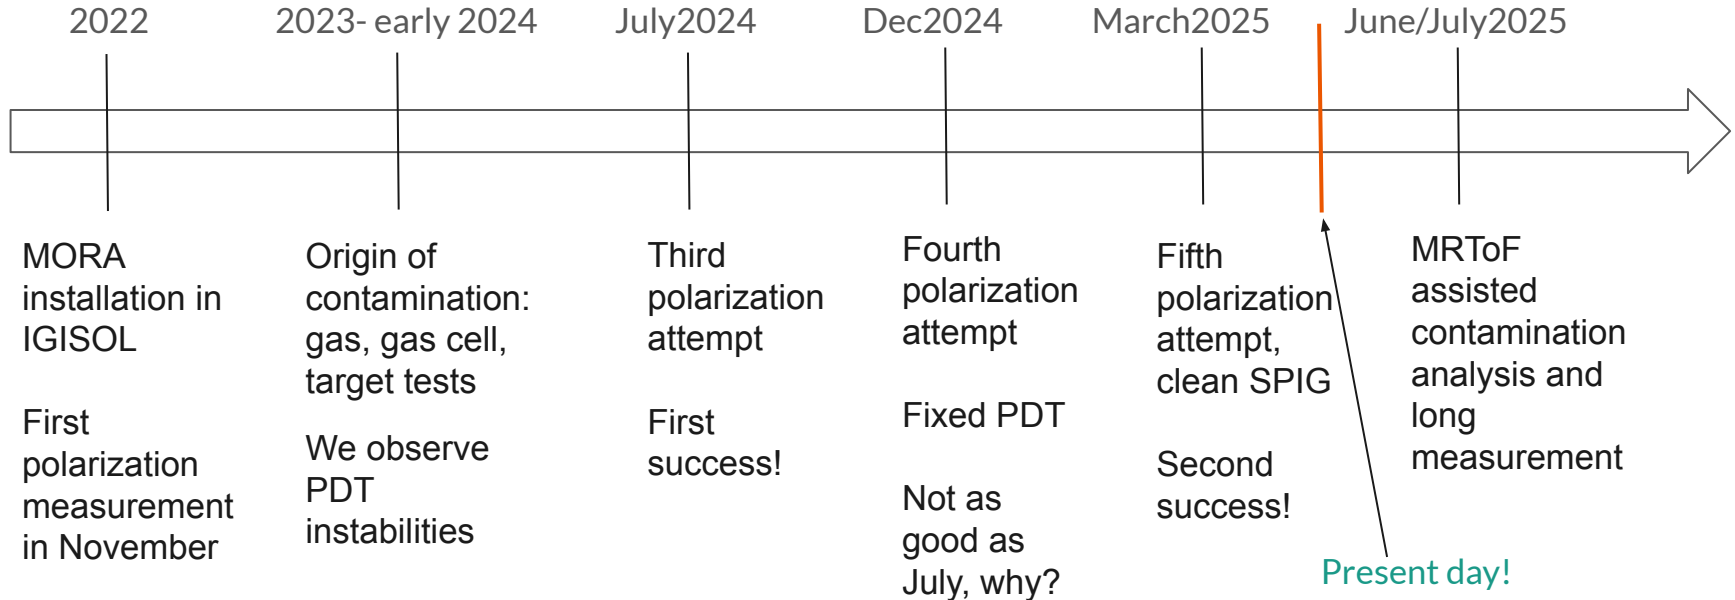 2022
2023- early 2024
July2024
Dec2024
March2025
June/July2025
MORA
installation in
IGISOL
First
polarization
measurement
in November
Origin of
contamination:
gas, gas cell,
target tests
We observe
PDT
instabilities
Third
polarization
attempt
First
success!
Fourth
polarization
attempt
Fixed PDT
Not as
good as
July, why?
Fifth
polarization
attempt,
clean SPIG
Second
success!
MRToF
assisted
contamination
analysis and
long
measurement
Present day!